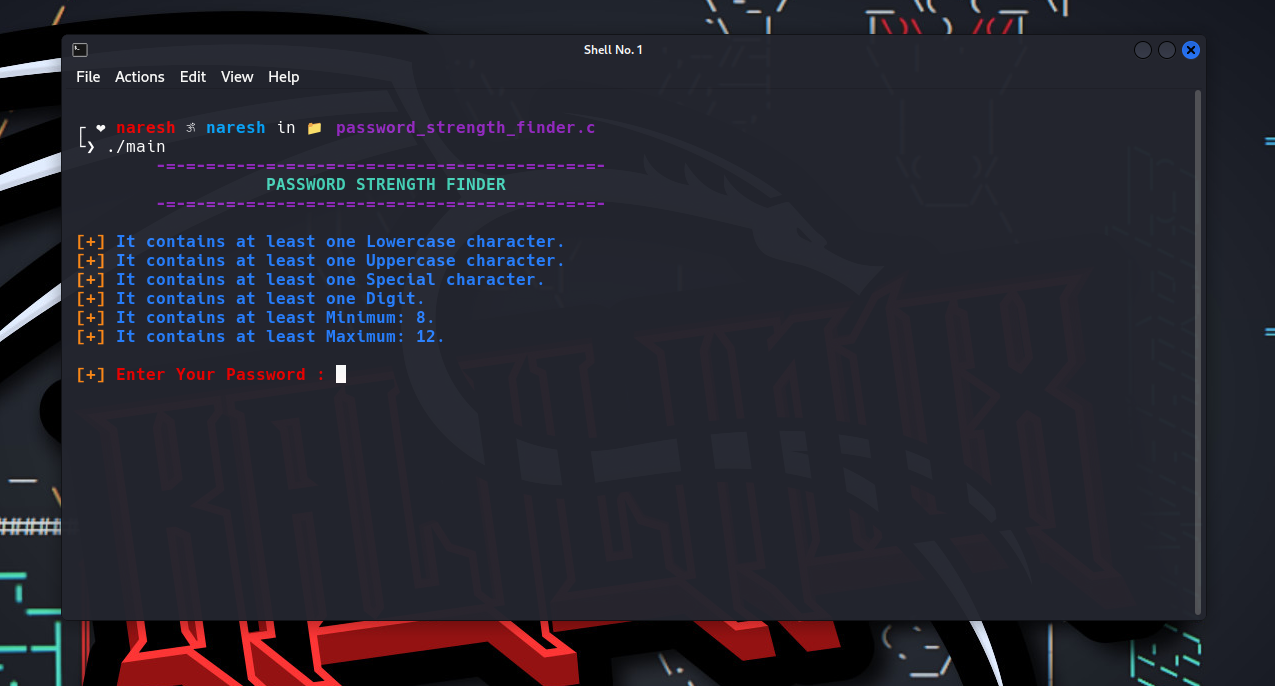 Shell No. 1
File Actions Edit View Help
❤ naresh ॐ naresh in 📁 password_strength_finder.c
❯ ./main
-=-=-=-=-=-=-=-=-=-=-=-=-=-=-=-=-=-=-=-=-=-=-
PASSWORD STRENGTH FINDER
-=-=-=-=-=-=-=-=-=-=-=-=-=-=-=-=-=-=-=-=-=-=-
[+] It contains at least one Lowercase character.
[+] It contains at least one Uppercase character.
[+] It contains at least one Special character.
[+] It contains at least one Digit.
[+] It contains at least Minimum: 8.
[+] It contains at least Maximum: 12.
[+] Enter Your Password :